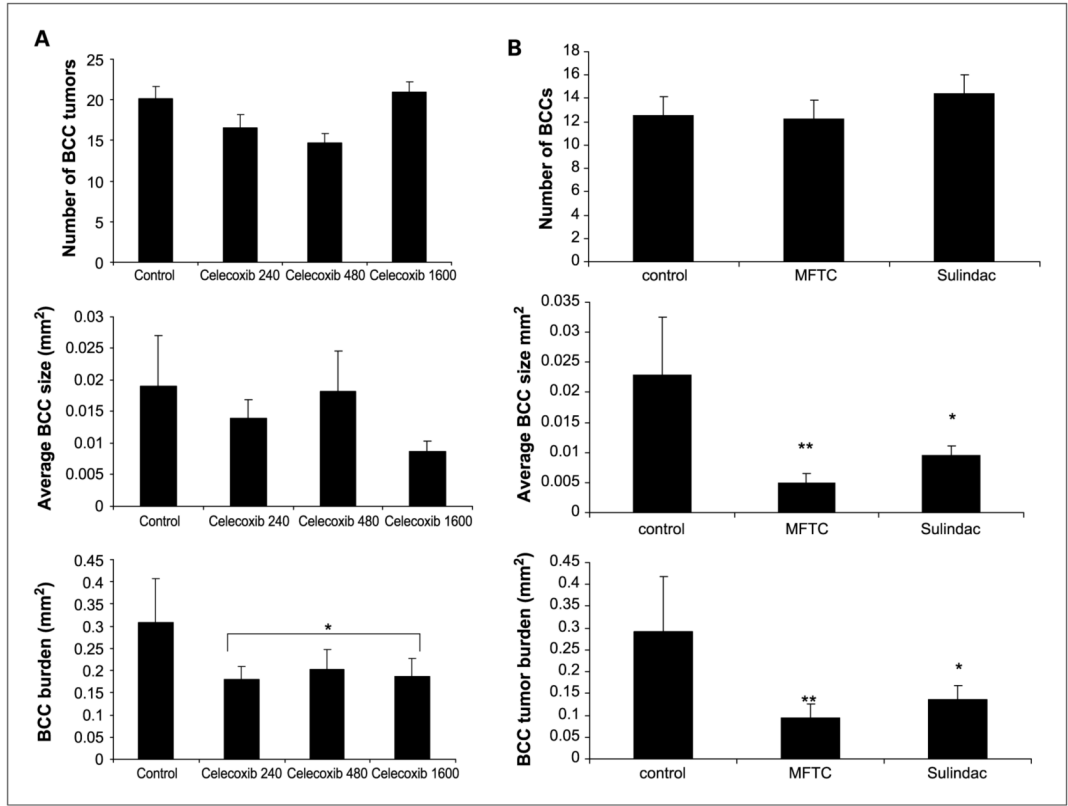 A
Number of BCC tumors
25
20
15
10
5
0
Control
Celecoxib 240
Celecoxib 480
Celecoxib 1600
Average BCC size (mm²)
0.03
0.025
0.02
0.015
0.01
0.005
0
Control
Celecoxib 240
Celecoxib 480
Celecoxib 1600
BCC burden (mm²)
0.45
0.4
0.35
0.3
0.25
0.2
0.15
0.1
0.05
0
*
Control
Celecoxib 240
Celecoxib 480
Celecoxib 1600
B
Number of BCCs
18
16
14
12
10
8
6
4
2
0
control
MFTC
Sulindac
Average BCC size mm²
0.035
0.03
0.025
0.02
0.015
0.010
0.005
0
**
*
control
MFTC
Sulindac
BCC tumor burden (mm²)
0.45
0.4
0.35
0.3
0.25
0.2
0.15
0.1
0.05
0
**
*
control
MFTC
Sulindac